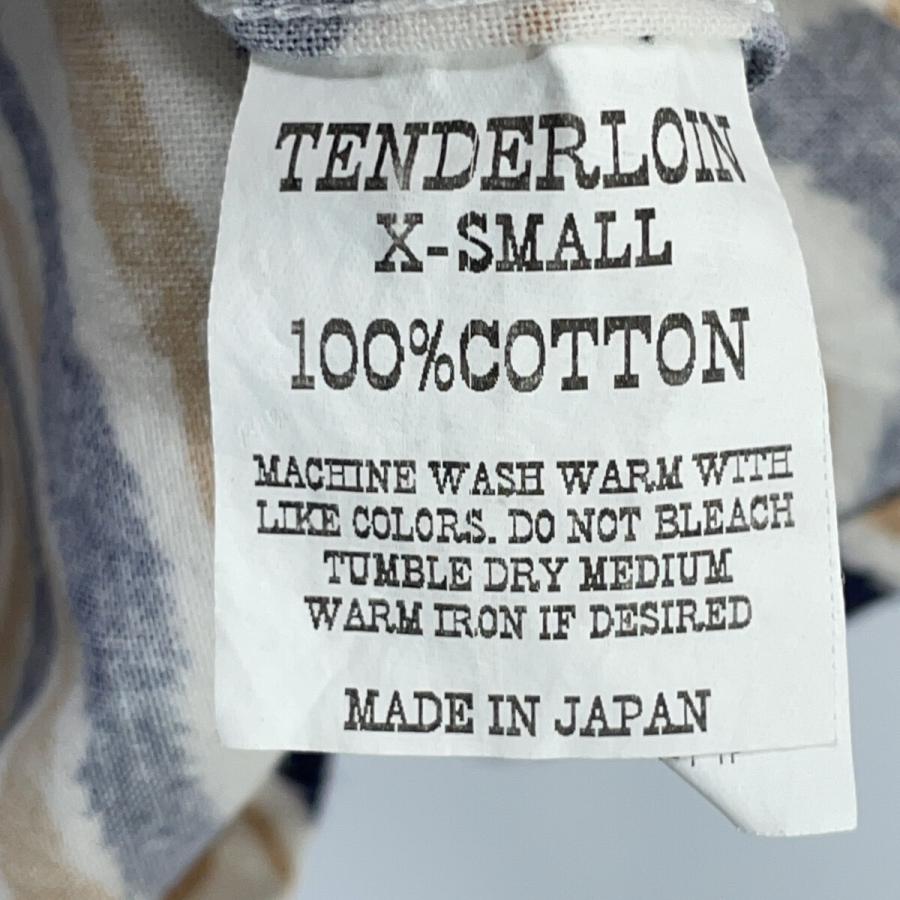 TENDERLOIN
X-SMALL
100%COTTON
MACHINE WASH WARM WITH
LIKE COLORS. DO NOT BLEACH
TUMBLE DRY MEDIUM
WARM IRON IF DESIRED
MADE IN JAPAN